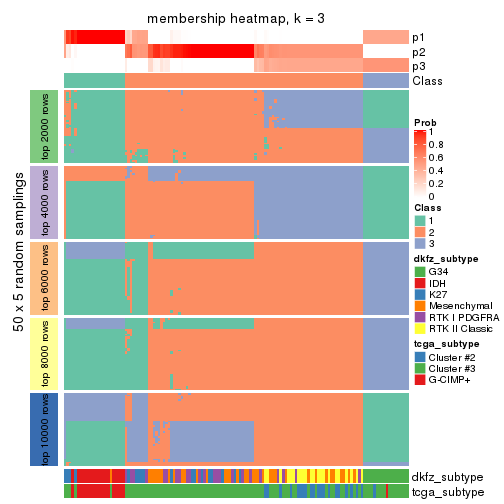 membership heatmap, k = 3
p1
p2
p3
Class
50 x 5 random samplings
top 2000 rows
top 4000 rows
top 6000 rows
top 8000 rows
top 10000 rows
Prob
1
0.8
0.6
0.4
0.2
0
Class
1
2
3
dkfz_subtype
G34
IDH
K27
Mesenchymal
RTK I PDGFRA
RTK II Classic
tcga_subtype
Cluster #2
Cluster #3
G-CIMP+
dkfz_subtype
tcga_subtype